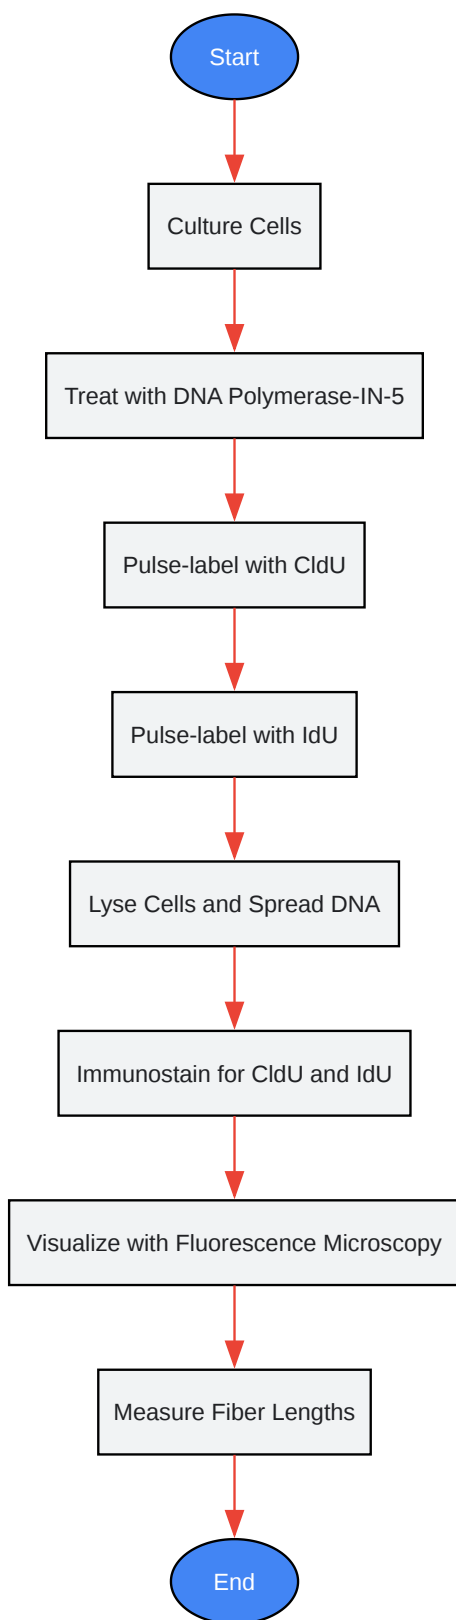 Start
Culture Cells
Treat with DNA Polymerase-IN-5
Pulse-label with CldU
Pulse-label with IdU
Lyse Cells and Spread DNA
Immunostain for CldU and IdU
Visualize with Fluorescence Microscopy
Measure Fiber Lengths
End